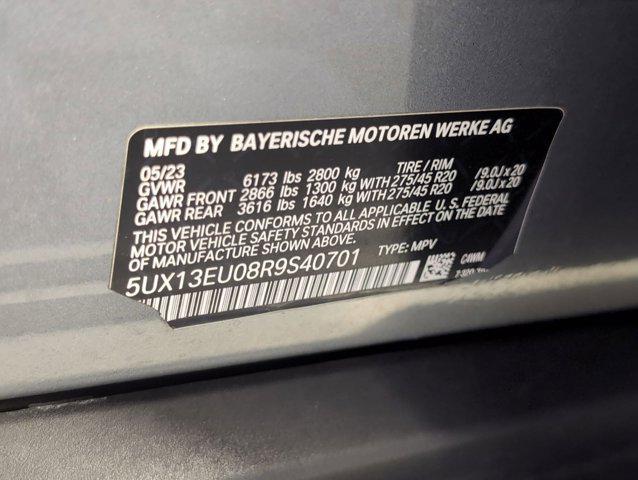 MFD BY BAYERISCHE MOTOREN WERKE AG
05/23 TIRE / RIM
GVWR 6173 lbs 2800 kg
GAWR FRONT 2866 lbs 1300 kg WITH 275/45 R20 /9.0J x 20
GAWR REAR 3616 lbs 1640 kg WITH 275/45 R20 /9.0J x 20
THIS VEHICLE CONFORMS TO ALL APPLICABLE U. S. FEDERAL
MOTOR VEHICLE SAFETY STANDARDS IN EFFECT ON THE DATE
OF MANUFACTURE SHOWN ABOVE. TYPE: MPV
5UX13EU08R9S40701 C4WM